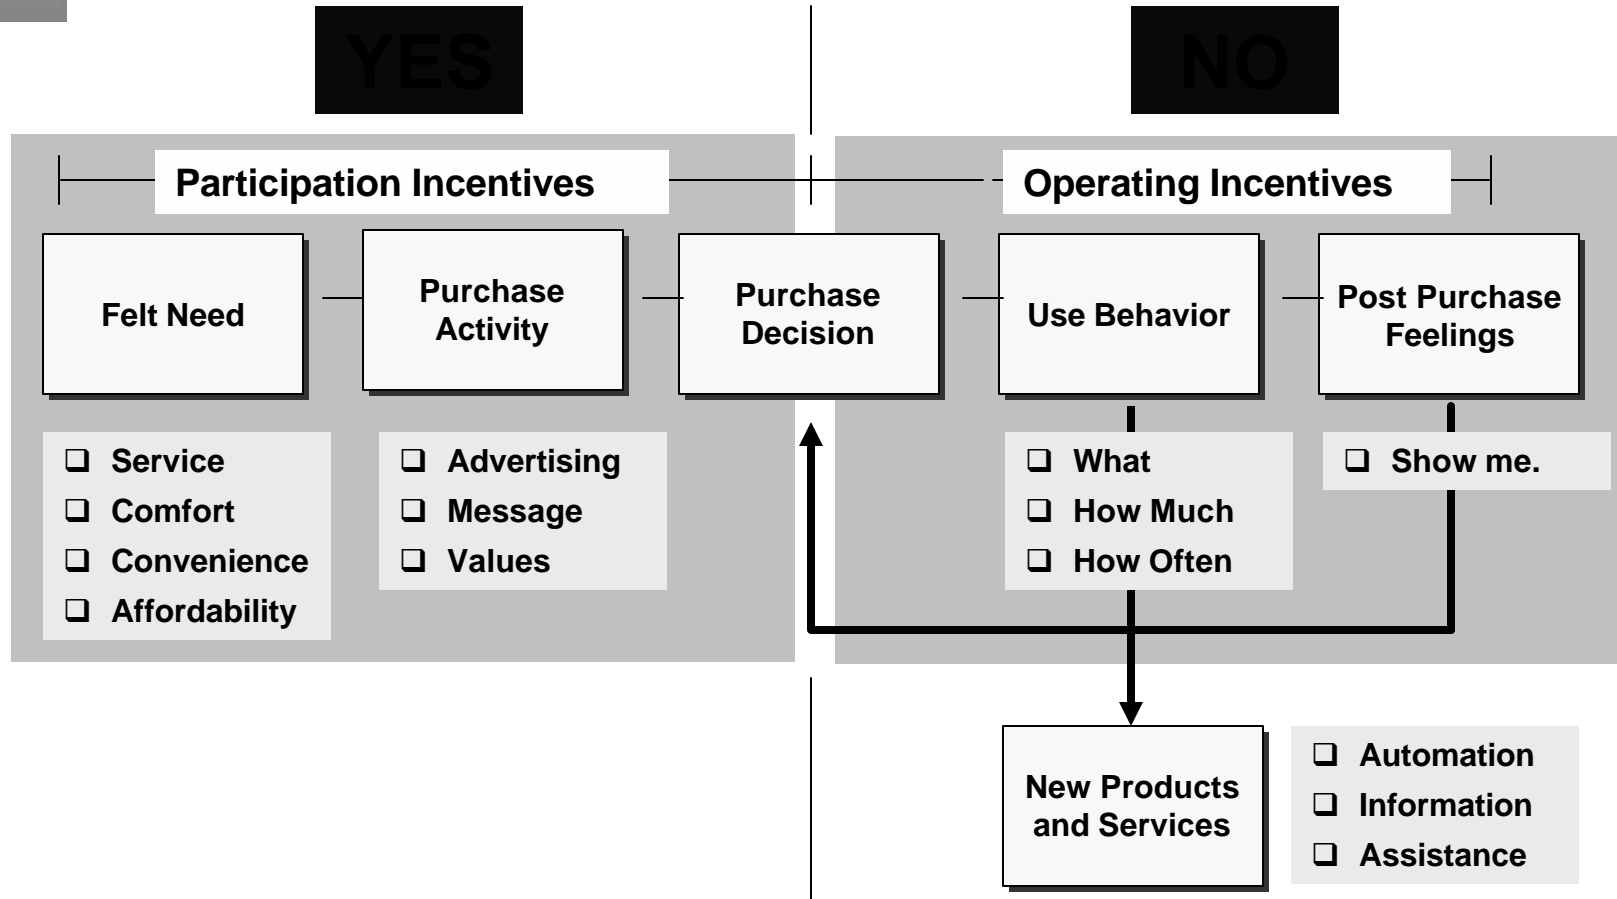 YES
NO
Participation Incentives
Operating Incentives
Felt Need
Purchase
Activity
Purchase
Decision
Use Behavior
Post Purchase
Feelings
❑ Service
❑ Comfort
❑ Convenience
❑ Affordability
❑ Advertising
❑ Message
❑ Values
❑ What
❑ How Much
❑ How Often
❑ Show me.
New Products
and Services
❑ Automation
❑ Information
❑ Assistance